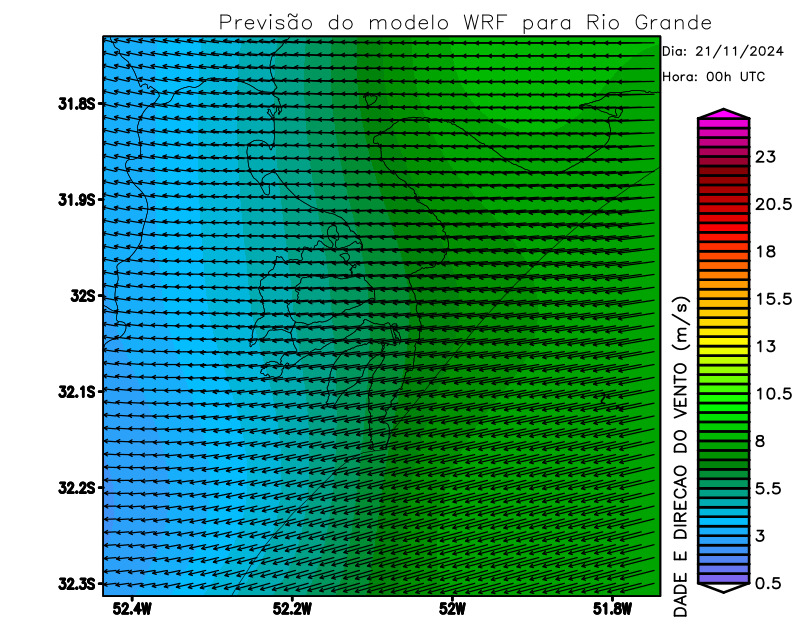 Previsão do modelo WRF para Rio Grande
Dia: 21/11/2024
Hora: 00h UTC
31.8S
31.9S
32S
32.1S
32.2S
32.3S
52.4W
52.2W
52W
51.8W
23
20.5
18
15.5
13
10.5
8
5.5
3
0.5
DADE E DIRECAO DO VENTO (m/s)